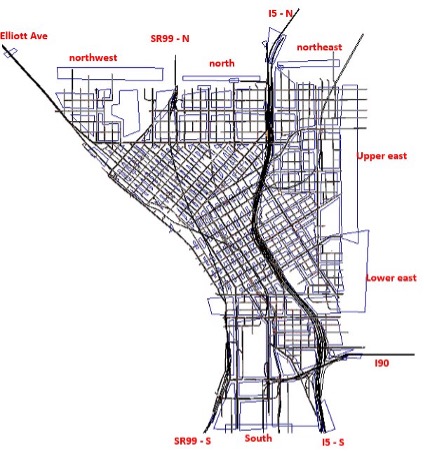 I5 - N
Elliott Ave
SR99 - N
northwest
north
northeast
Upper east
Lower east
I90
SR99 - S
South
I5 - S